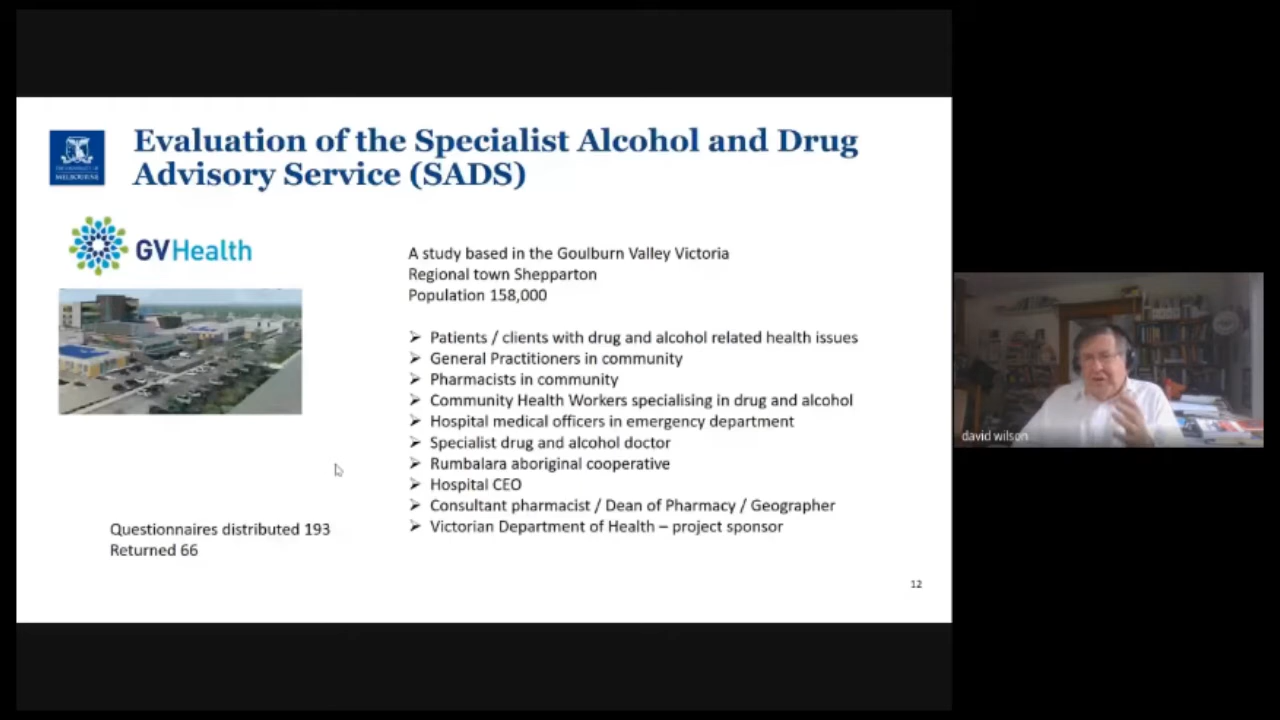 Evaluation of the Specialist Alcohol and Drug
Advisory Service (SADS)
THE UNIVERSITY OF
MELBOURNE
GVHealth
A study based in the Goulburn Valley Victoria
Regional town Shepparton
Population 158,000
➢ Patients / clients with drug and alcohol related health issues
➢ General Practitioners in community
➢ Pharmacists in community
➢ Community Health Workers specialising in drug and alcohol
➢ Hospital medical officers in emergency department
➢ Specialist drug and alcohol doctor
➢ Rumbalara aboriginal cooperative
➢ Hospital CEO
➢ Consultant pharmacist / Dean of Pharmacy / Geographer
➢ Victorian Department of Health – project sponsor
Questionnaires distributed 193
Returned 66
12
david wilson